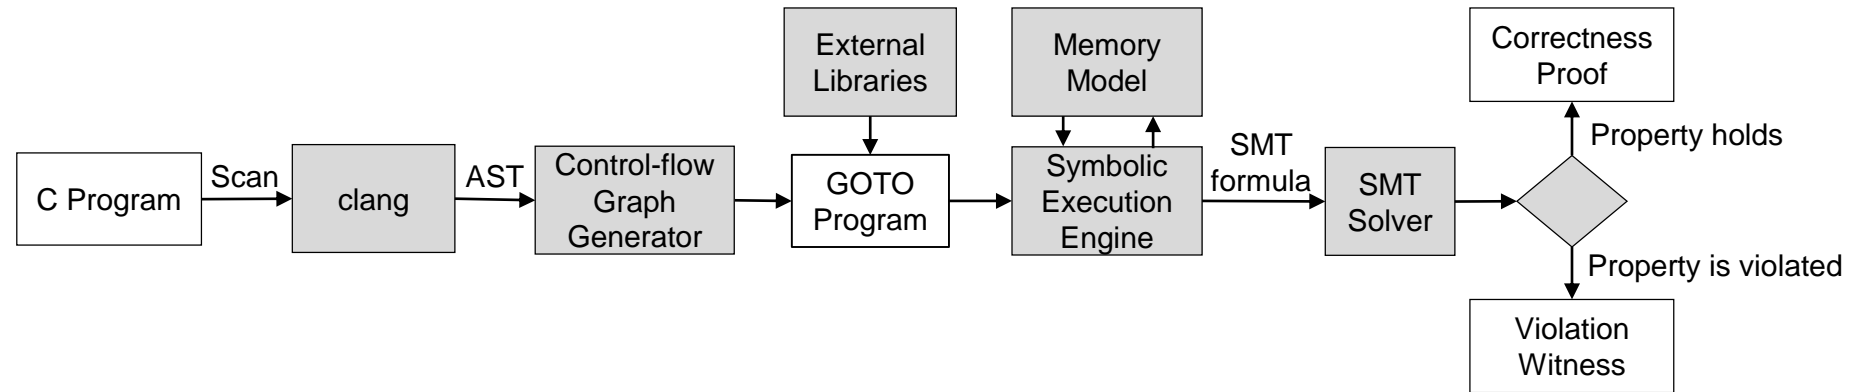 C Program
Scan
clang
AST
Control-flow
Graph
Generator
External
Libraries
GOTO
Program
Memory
Model
Symbolic
Execution
Engine
SMT
formula
SMT
Solver
Correctness
Proof
Property holds
Property is violated
Violation
Witness